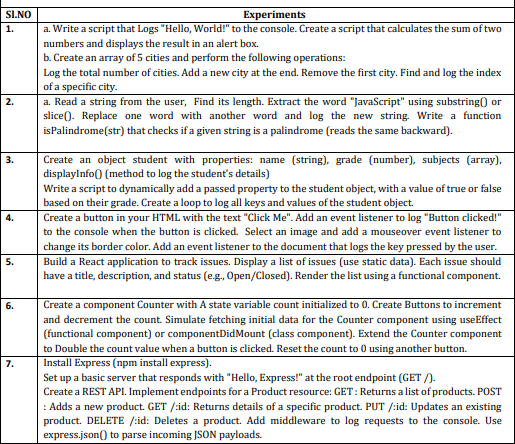 SI.NO Experiments
1. a. Write a script that Logs "Hello, World!" to the console. Create a script that calculates the sum of two
numbers and displays the result in an alert box.
b. Create an array of 5 cities and perform the following operations:
Log the total number of cities. Add a new city at the end. Remove the first city. Find and log the index
of a specific city.
2. a. Read a string from the user, Find its length. Extract the word "JavaScript" using substring() or
slice(). Replace one word with another word and log the new string. Write a function
isPalindrome(str) that checks if a given string is a palindrome (reads the same backward).
3. Create an object student with properties: name (string), grade (number), subjects (array),
displayInfo() (method to log the student's details)
Write a script to dynamically add a passed property to the student object, with a value of true or false
based on their grade. Create a loop to log all keys and values of the student object.
4. Create a button in your HTML with the text "Click Me". Add an event listener to log "Button clicked!"
to the console when the button is clicked. Select an image and add a mouseover event listener to
change its border color. Add an event listener to the document that logs the key pressed by the user.
5. Build a React application to track issues. Display a list of issues (use static data). Each issue should
have a title, description, and status (e.g., Open/Closed). Render the list using a functional component.
6. Create a component Counter with A state variable count initialized to 0. Create Buttons to increment
and decrement the count. Simulate fetching initial data for the Counter component using useEffect
(functional component) or componentDidMount (class component). Extend the Counter component
to Double the count value when a button is clicked. Reset the count to 0 using another button.
7. Install Express (npm install express).
Set up a basic server that responds with "Hello, Express!" at the root endpoint (GET /).
Create a REST API. Implement endpoints for a Product resource: GET : Returns a list of products. POST
: Adds a new product. GET /:id: Returns details of a specific product. PUT /:id: Updates an existing
product. DELETE /:id: Deletes a product. Add middleware to log requests to the console. Use
express.json() to parse incoming JSON payloads.